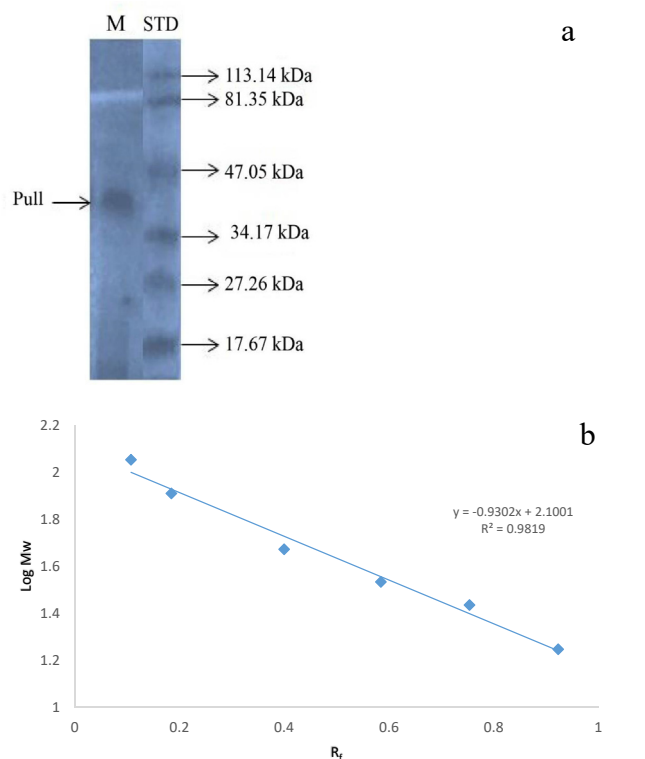 a
M STD
113.14 kDa
81.35 kDa
47.05 kDa
Pull
34.17 kDa
27.26 kDa
17.67 kDa
b
2.2
2
1.8
1.6
1.4
1.2
1
Log Mw
y = -0.9302x + 2.1001
R² = 0.9819
0 0.2 0.4 0.6 0.8 1
Rf